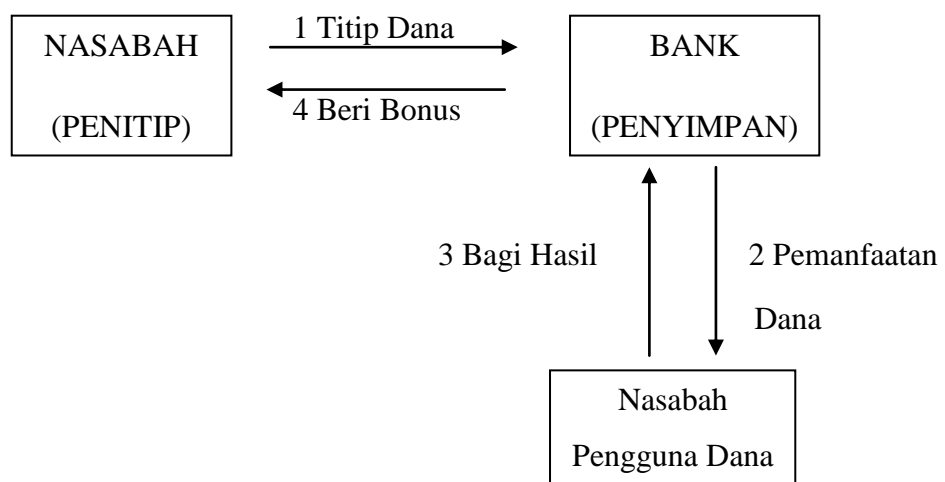 NASABAH
(PENITIP)
1 Titip Dana
4 Beri Bonus
BANK
(PENYIMPAN)
3 Bagi Hasil
2 Pemanfaatan
Dana
Nasabah
Pengguna Dana